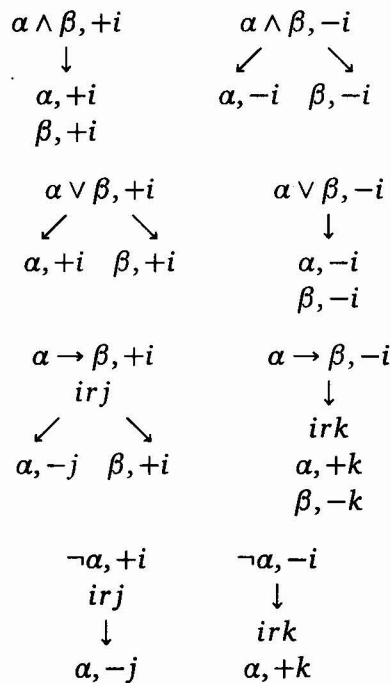 α ∧ β, +i α ∧ β, −i
↓ ↙ ↘
α, +i α, −i β, −i
β, +i
α ∨ β, +i α ∨ β, −i
↙ ↘ ↓
α, +i β, +i α, −i
β, −i
α → β, +i α → β, −i
irj ↓
↙ ↘ irk
α, −j β, +i α, +k
β, −k
¬α, +i ¬α, −i
irj ↓
↓ irk
α, −j α, +k